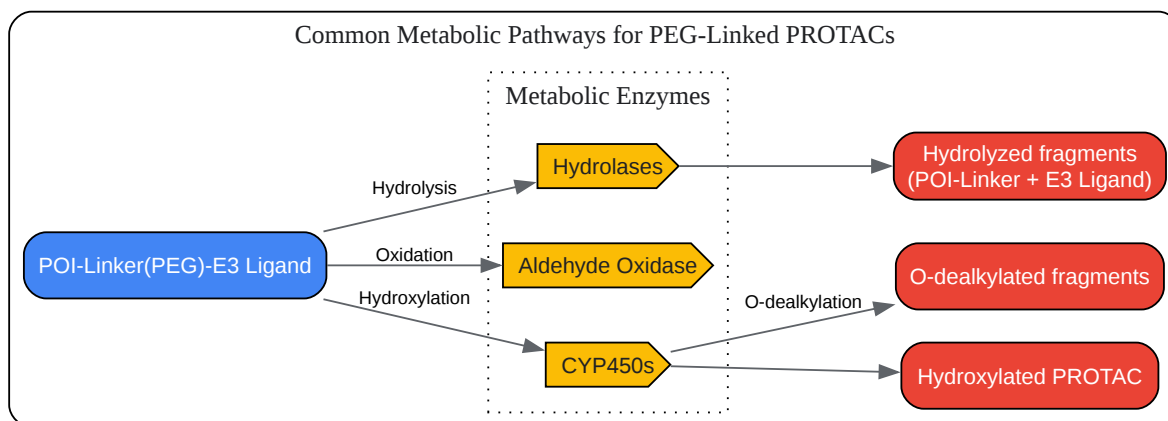 Common Metabolic Pathways for PEG-Linked PROTACs
Metabolic Enzymes
Hydrolases
Hydrolyzed fragments
(POI-Linker + E3 Ligand)
Hydrolysis
POI-Linker(PEG)-E3 Ligand
Oxidation
Aldehyde Oxidase
O-dealkylated fragments
Hydroxylation
O-dealkylation
CYP450s
Hydroxylated PROTAC